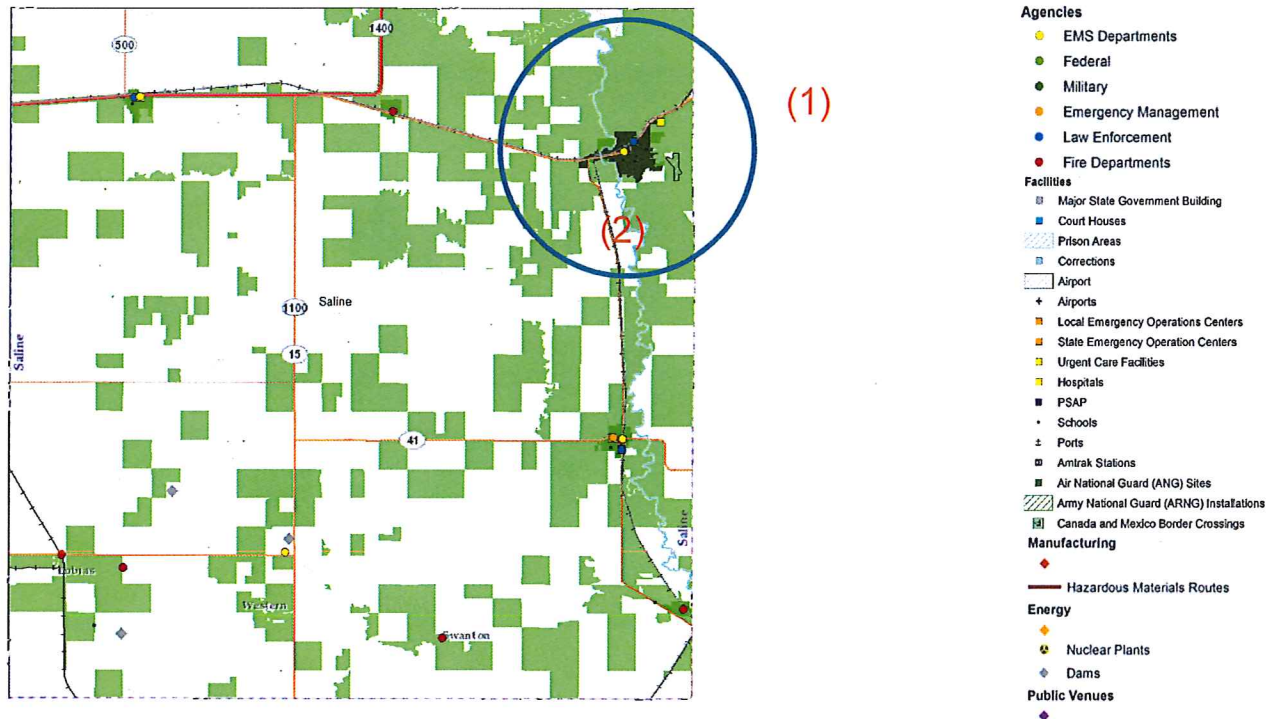 500
1400
(1)
(2)
Saline
1100
Saline
15
41
Saline
Tobias
Western
Swanton
Agencies
EMS Departments
Federal
Military
Emergency Management
Law Enforcement
Fire Departments
Facilities
Major State Government Building
Court Houses
Prison Areas
Corrections
Airport
Airports
Local Emergency Operations Centers
State Emergency Operation Centers
Urgent Care Facilities
Hospitals
PSAP
Schools
Ports
Amtrak Stations
Air National Guard (ANG) Sites
Army National Guard (ARNG) Installations
Canada and Mexico Border Crossings
Manufacturing
Hazardous Materials Routes
Energy
Nuclear Plants
Dams
Public Venues